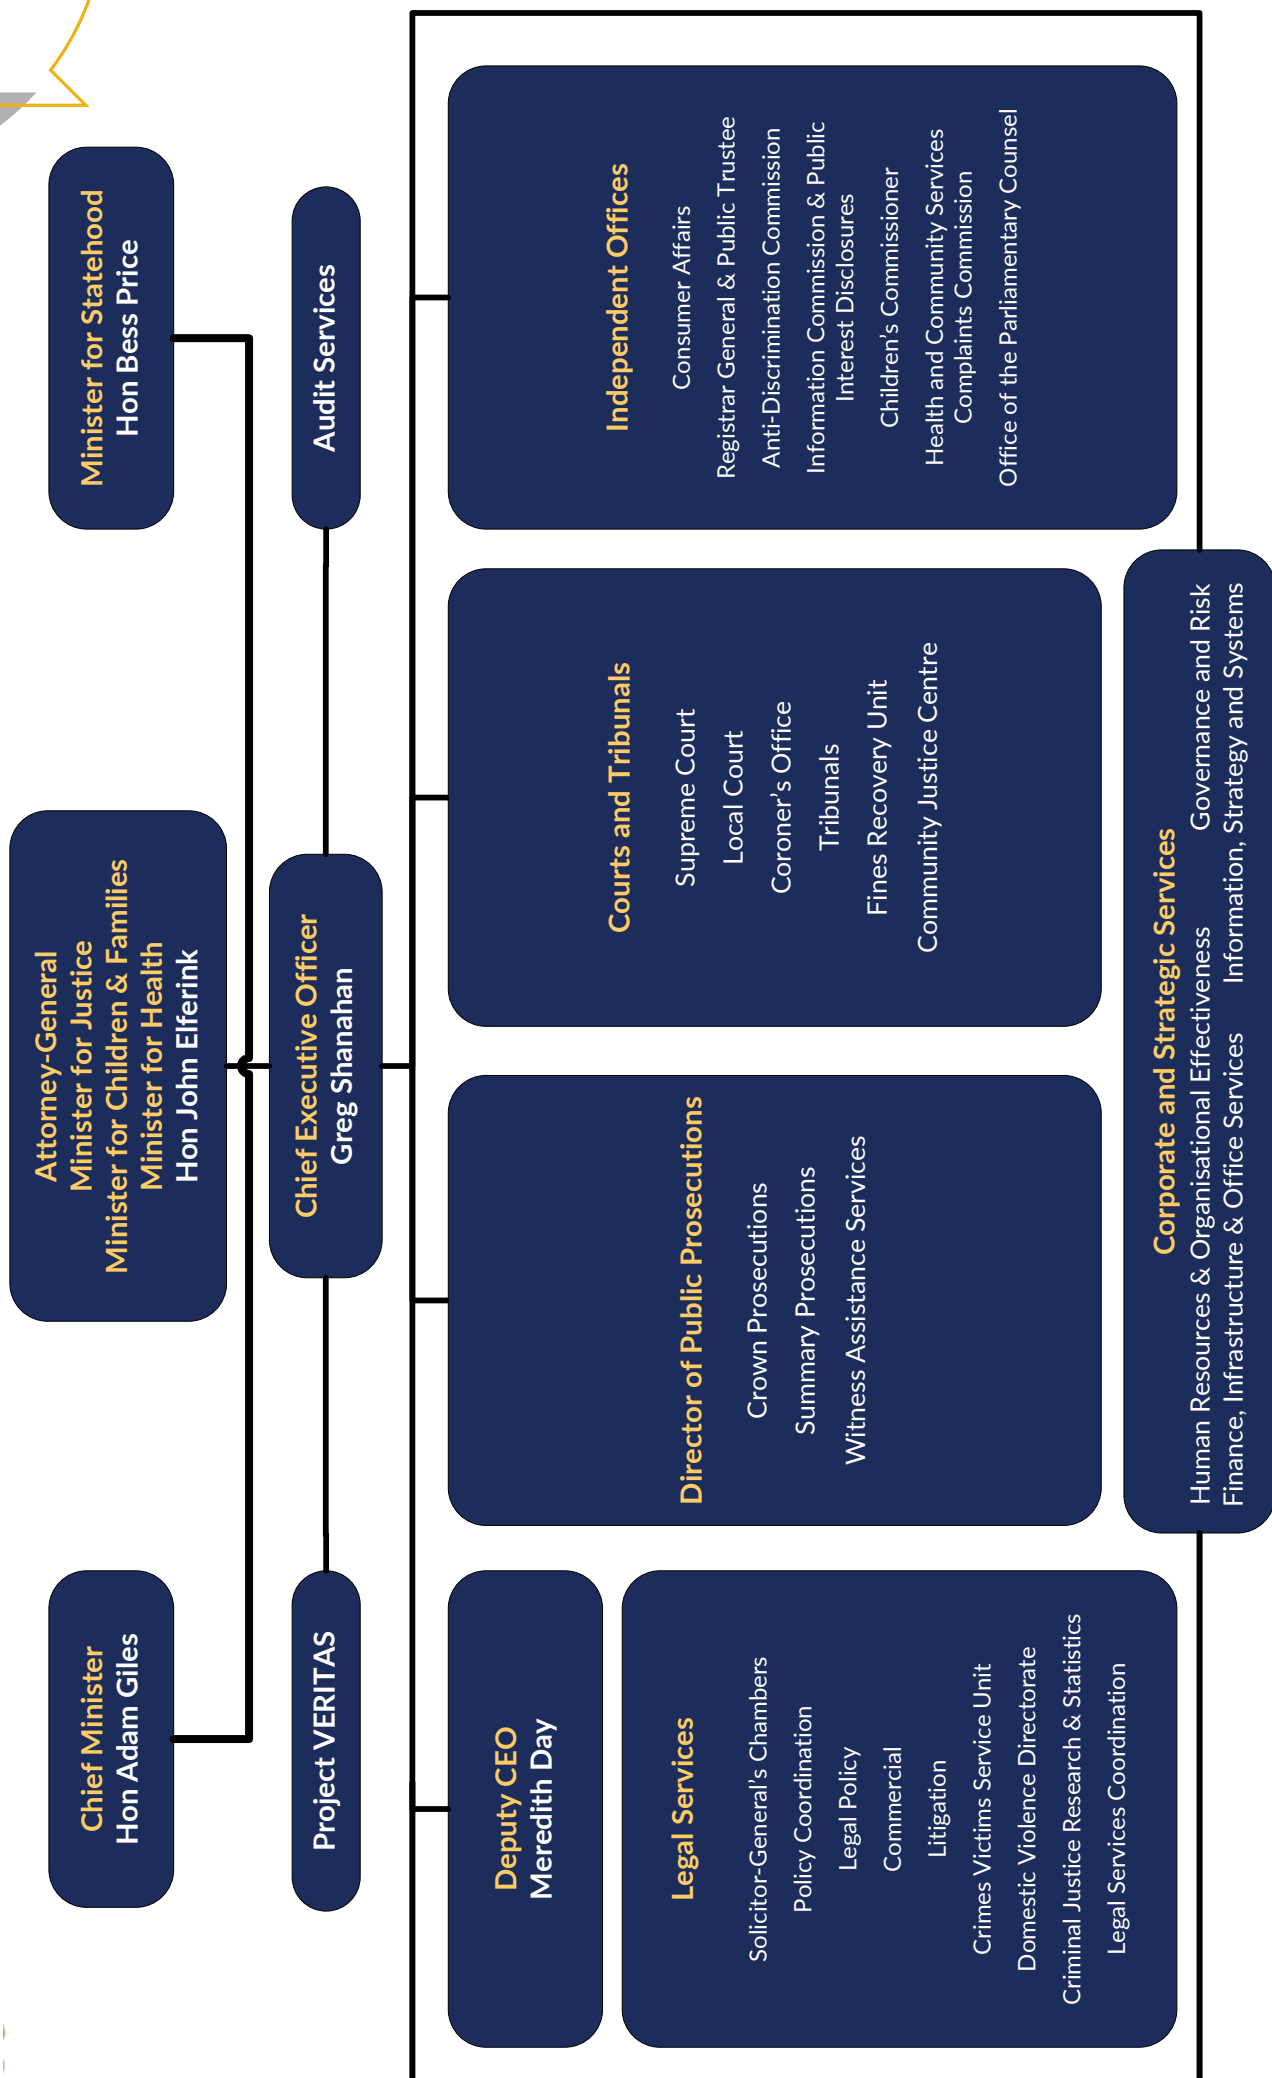 Chief Minister
Hon Adam Giles
Attorney-General
Minister for Justice
Minister for Children & Families
Minister for Health
Hon John Elferink
Minister for Statehood
Hon Bess Price
Project VERITAS
Chief Executive Officer
Greg Shanahan
Audit Services
Deputy CEO
Meredith Day
Legal Services
Solicitor-General's Chambers
Policy Coordination
Legal Policy
Commercial
Litigation
Crimes Victims Service Unit
Domestic Violence Directorate
Criminal Justice Research & Statistics
Legal Services Coordination
Director of Public Prosecutions
Crown Prosecutions
Summary Prosecutions
Witness Assistance Services
Courts and Tribunals
Supreme Court
Local Court
Coroner's Office
Tribunals
Fines Recovery Unit
Community Justice Centre
Independent Offices
Consumer Affairs
Registrar General & Public Trustee
Anti-Discrimination Commission
Information Commission & Public
Interest Disclosures
Children's Commissioner
Health and Community Services
Complaints Commission
Office of the Parliamentary Counsel
Corporate and Strategic Services
Human Resources & Organisational Effectiveness Governance and Risk
Finance, Infrastructure & Office Services Information, Strategy and Systems